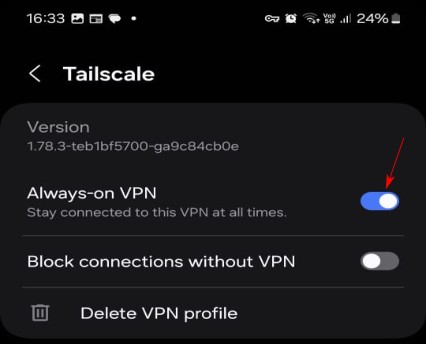 16:33 24%
Tailscale
Version
1.78.3-teb1bf5700-ga9c84cb0e
Always-on VPN
Stay connected to this VPN at all times.
Block connections without VPN
Delete VPN profile